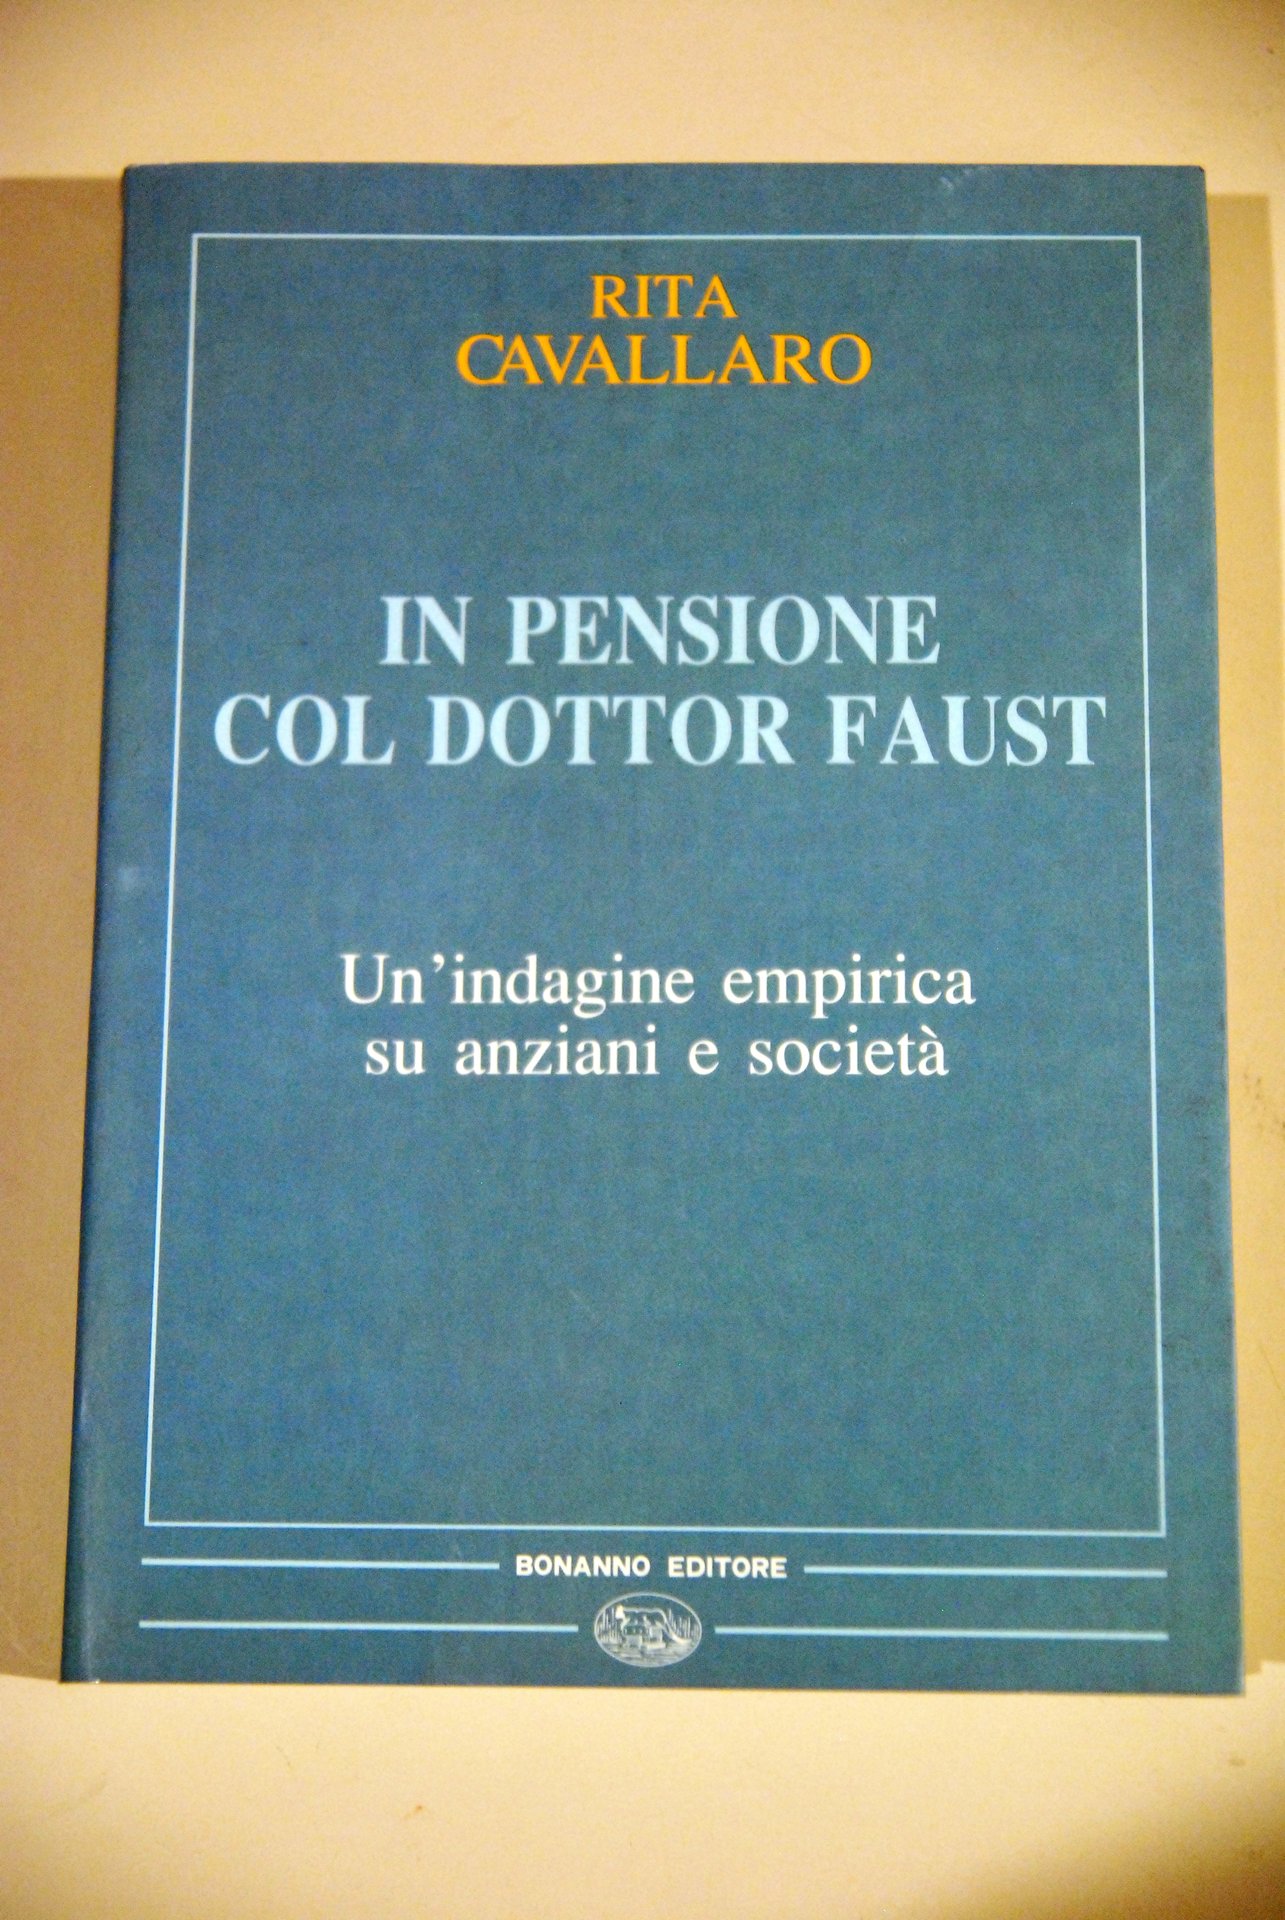 RITA
CAVALLARO
IN PENSIONE
COL DOTTOR FAUST
Un'indagine empirica
su anziani e società
BONANNO EDITORE